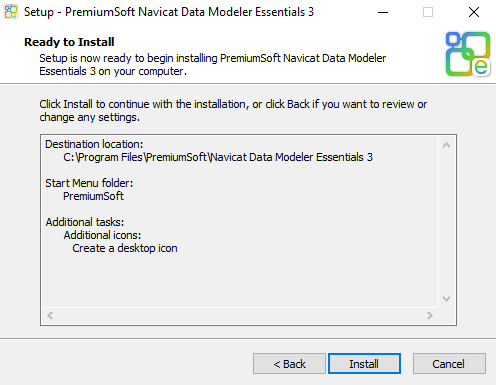 Setup - PremiumSoft Navicat Data Modeler Essentials 3
Ready to Install
Setup is now ready to begin installing PremiumSoft Navicat Data Modeler
Essentials 3 on your computer.
e
Click Install to continue with the installation, or click Back if you want to review or
change any settings.
Destination location:
C:\Program Files\PremiumSoft\Navicat Data Modeler Essentials 3
Start Menu folder:
PremiumSoft
Additional tasks:
Additional icons:
Create a desktop icon
< Back
Install
Cancel